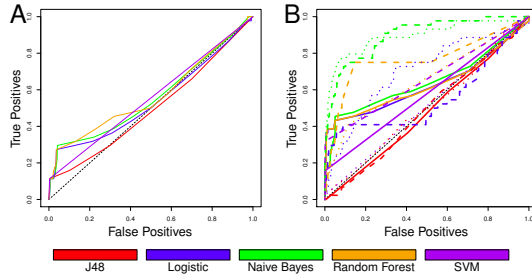 A
B
True Positives
1.0
0.8
0.6
0.4
0.2
0.0
0.0 0.2 0.4 0.6 0.8 1.0
False Positives
True Positives
1.0
0.8
0.6
0.4
0.2
0.0
0.0 0.2 0.4 0.6 0.8 1.0
False Positives
J48 Logistic Naive Bayes Random Forest SVM